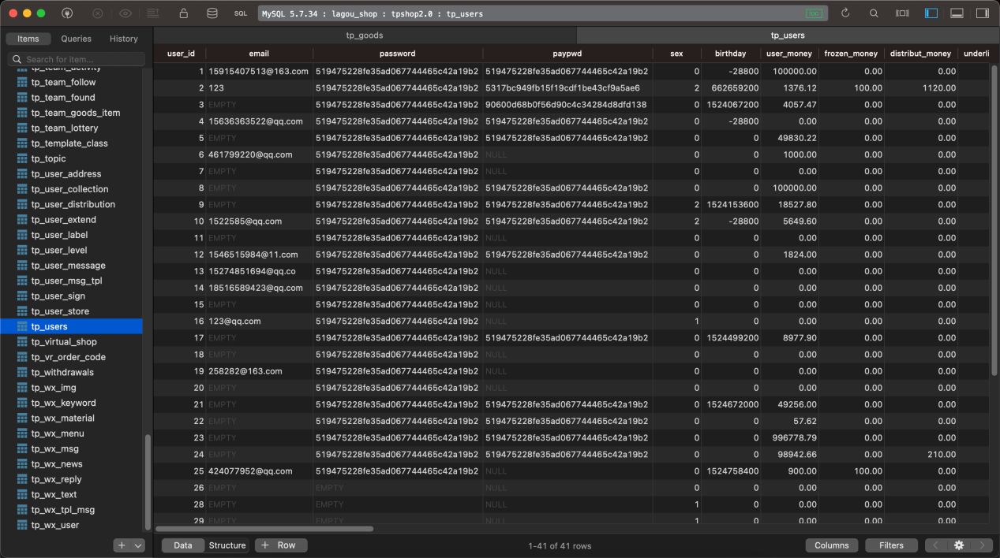 SQL MySQL 5.7.34 : lagou_shop : tpshop2.0 : tp_users
Items Queries History
Search for item...
tp_team_activity
tp_team_follow
tp_team_found
tp_team_goods_item
tp_team_lottery
tp_template_class
tp_topic
tp_user_address
tp_user_collection
tp_user_distribution
tp_user_extend
tp_user_label
tp_user_level
tp_user_message
tp_user_msg_tpl
tp_user_sign
tp_user_store
tp_users
tp_virtual_shop
tp_vr_order_code
tp_withdrawals
tp_wx_img
tp_wx_keyword
tp_wx_material
tp_wx_menu
tp_wx_msg
tp_wx_news
tp_wx_reply
tp_wx_text
tp_wx_tpl_msg
tp_wx_user
tp_goods tp_users
user_id email password paypwd sex birthday user_money frozen_money distribut_money underli
1 15915407513@163.com 519475228fe35ad067744465c42a19b2 519475228fe35ad067744465c42a19b2 0 -28800 100000.00 0.00 0.00
2 123 519475228fe35ad067744465c42a19b2 5317bc949fb15f19cdf1be43cf9a5ae6 2 662659200 1376.12 100.00 1120.00
3 EMPTY 519475228fe35ad067744465c42a19b2 90600d68b0f56d90c4c34284d8dfd138 0 1524067200 4057.47 0.00 0.00
4 15636363522@qq.com 519475228fe35ad067744465c42a19b2 519475228fe35ad067744465c42a19b2 0 -28800 0.00 0.00 0.00
5 EMPTY 519475228fe35ad067744465c42a19b2 519475228fe35ad067744465c42a19b2 0 0 49830.22 0.00 0.00
6 461799220@qq.com 519475228fe35ad067744465c42a19b2 NULL 0 0 1000.00 0.00 0.00
7 EMPTY 519475228fe35ad067744465c42a19b2 NULL 0 0 0.00 0.00 0.00
8 EMPTY 519475228fe35ad067744465c42a19b2 519475228fe35ad067744465c42a19b2 0 0 100000.00 0.00 0.00
9 EMPTY 519475228fe35ad067744465c42a19b2 519475228fe35ad067744465c42a19b2 2 1524153600 18527.80 0.00 0.00
10 1522585@qq.com 519475228fe35ad067744465c42a19b2 519475228fe35ad067744465c42a19b2 2 -28800 5649.60 0.00 0.00
11 EMPTY 519475228fe35ad067744465c42a19b2 NULL 0 0 0.00 0.00 0.00
12 1546515984@11.com 519475228fe35ad067744465c42a19b2 519475228fe35ad067744465c42a19b2 0 0 1824.00 0.00 0.00
13 15274851694@qq.co 519475228fe35ad067744465c42a19b2 NULL 0 0 0.00 0.00 0.00
14 18516589423@qq.com 519475228fe35ad067744465c42a19b2 NULL 0 0 0.00 0.00 0.00
15 EMPTY 519475228fe35ad067744465c42a19b2 NULL 0 0 0.00 0.00 0.00
16 123@qq.com 519475228fe35ad067744465c42a19b2 NULL 1 0 0.00 0.00 0.00
17 EMPTY 519475228fe35ad067744465c42a19b2 519475228fe35ad067744465c42a19b2 0 1524499200 8977.90 0.00 0.00
18 EMPTY 519475228fe35ad067744465c42a19b2 NULL 0 0 0.00 0.00 0.00
19 258282@163.com 519475228fe35ad067744465c42a19b2 NULL 0 0 0.00 0.00 0.00
20 EMPTY 519475228fe35ad067744465c42a19b2 NULL 0 0 0.00 0.00 0.00
21 EMPTY 519475228fe35ad067744465c42a19b2 519475228fe35ad067744465c42a19b2 0 1524672000 49256.00 0.00 0.00
22 EMPTY 519475228fe35ad067744465c42a19b2 519475228fe35ad067744465c42a19b2 0 0 57.62 0.00 0.00
23 EMPTY 519475228fe35ad067744465c42a19b2 519475228fe35ad067744465c42a19b2 0 0 996778.79 0.00 0.00
24 EMPTY 519475228fe35ad067744465c42a19b2 519475228fe35ad067744465c42a19b2 0 0 98942.66 0.00 210.00
25 424077952@qq.com 519475228fe35ad067744465c42a19b2 NULL 0 1524758400 900.00 100.00 0.00
26 EMPTY EMPTY NULL 0 0 0.00 0.00 0.00
28 EMPTY EMPTY NULL 1 0 0.00 0.00 0.00
29 EMPTY EMPTY NULL 1 0 0.00 0.00 0.00
Data Structure + Row 1-41 of 41 rows Columns Filters